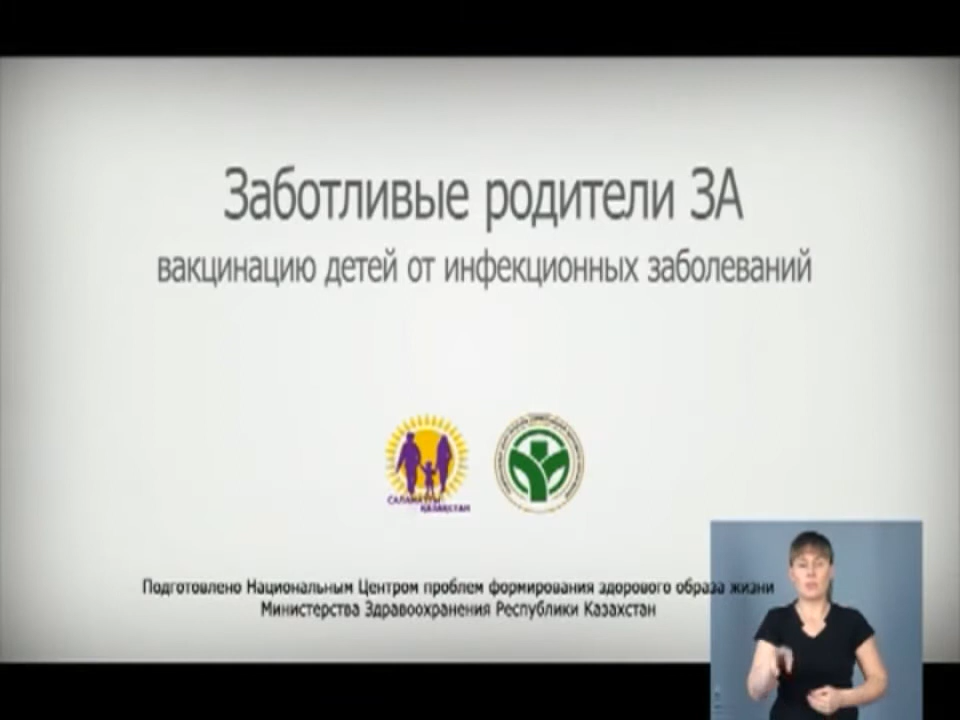 Заботливые родители ЗА
вакцинацию детей от инфекционных заболеваний
САЛАМАТТЫ
ҚАЗАҚСТАН
Подготовлено Национальным Центром проблем формирования здорового образа жизни
Министерства Здравоохранения Республики Казахстан